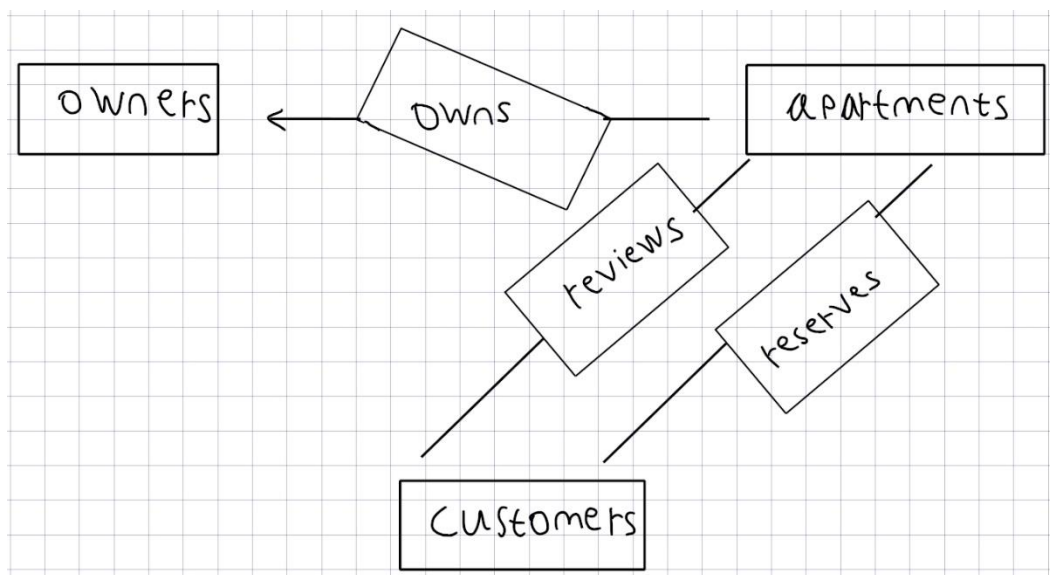 owners
owns
apartments
reviews
reserves
customers